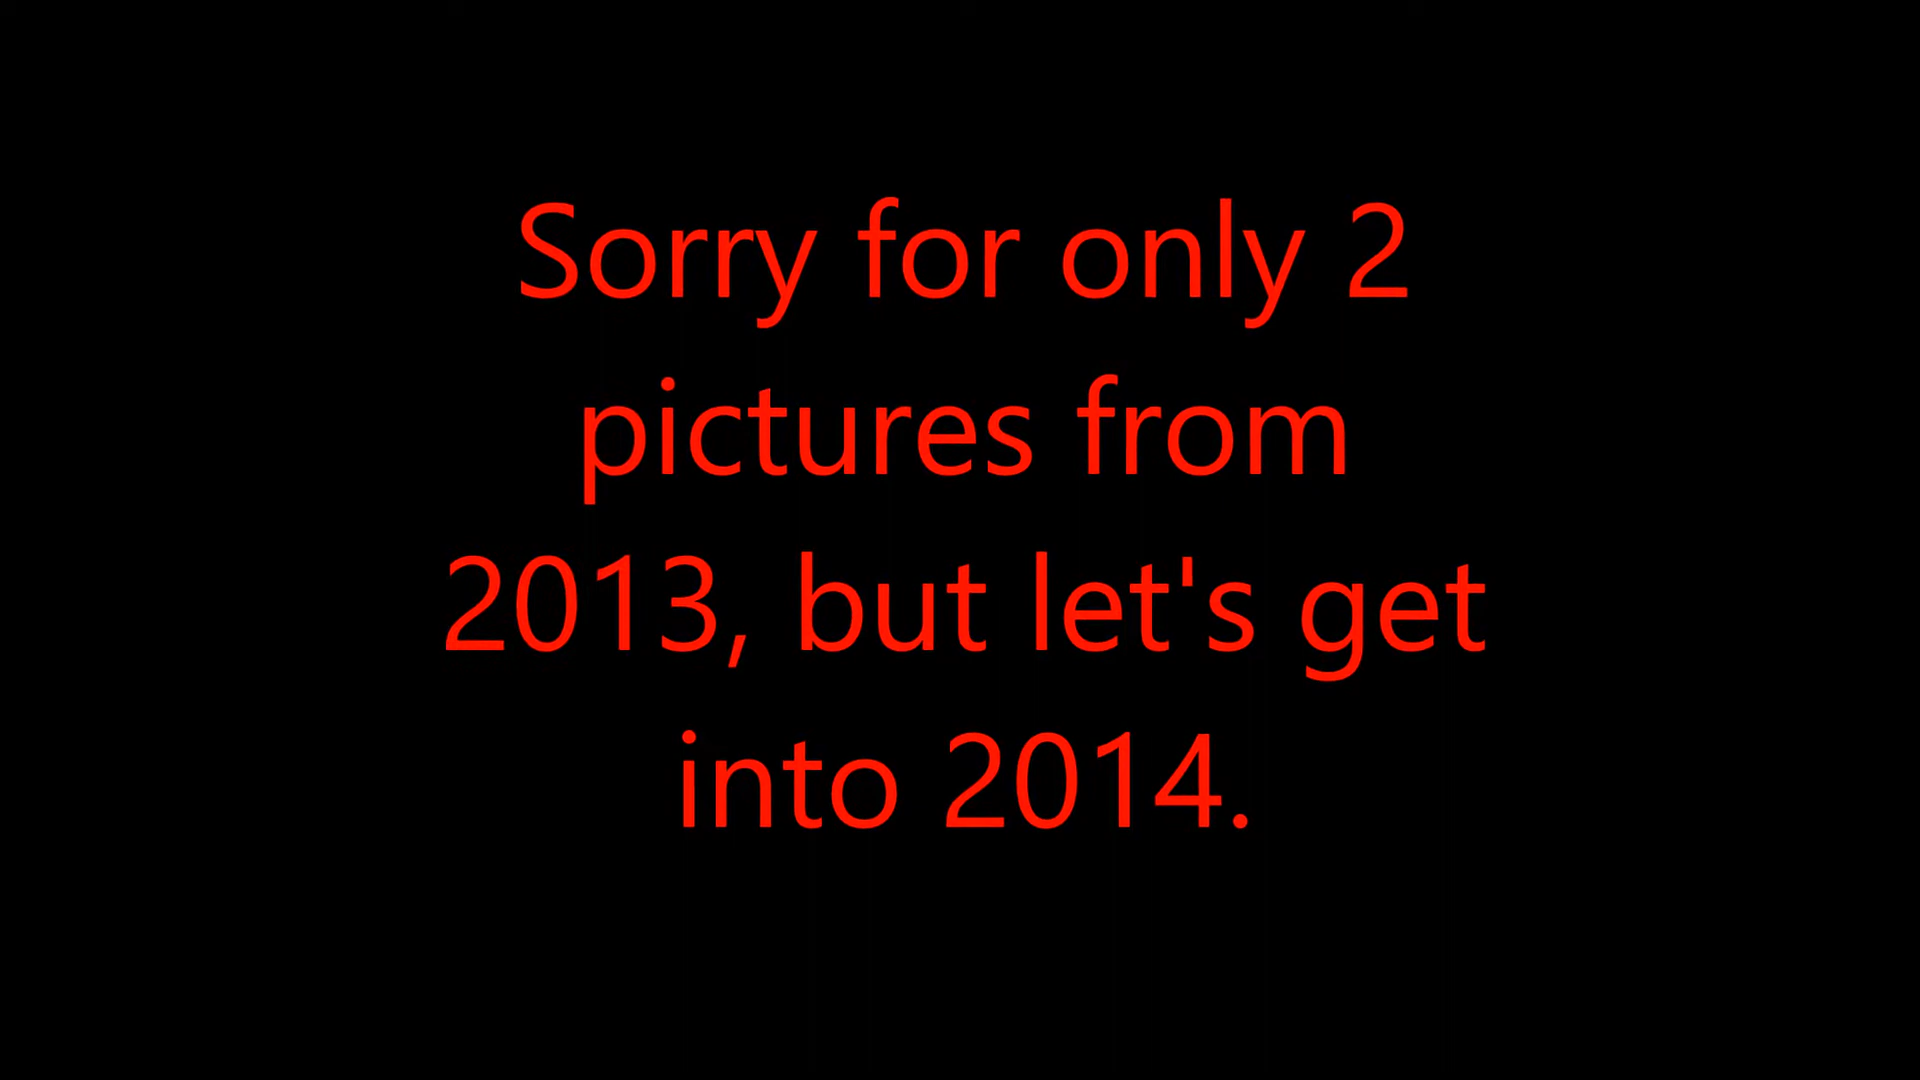 Sorry for only 2
pictures from
2013, but let's get
into 2014.